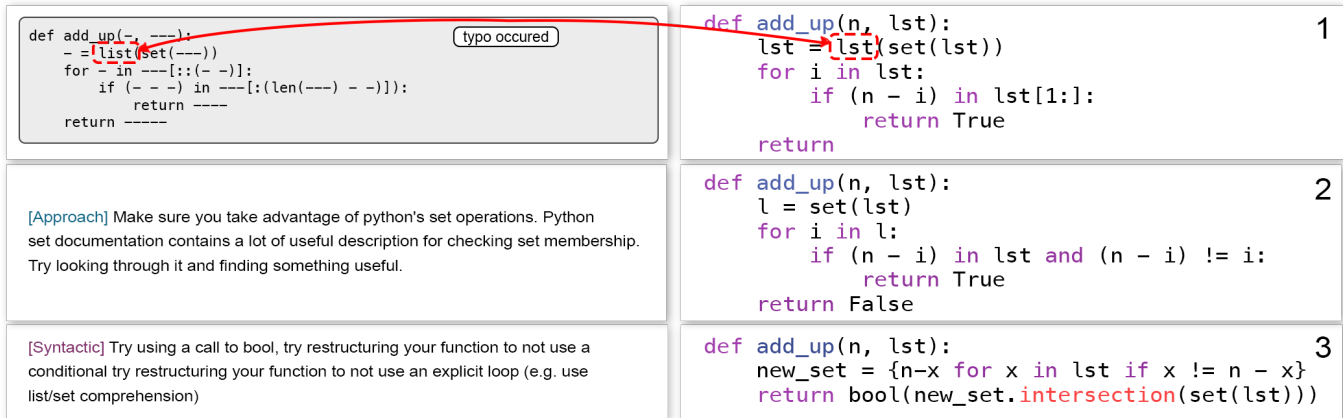 def add_up(-, ---):
    - = list(set(---))
    for - in ---[::(- -)]:
        if (- - -) in ---[:(len(---) - -)]):
            return ----
    return -----
typo occured
def add_up(n, lst):
    lst = lst(set(lst))
    for i in lst:
        if (n - i) in lst[1:]:
            return True
    return
1
[Approach] Make sure you take advantage of python's set operations. Python
set documentation contains a lot of useful description for checking set membership.
Try looking through it and finding something useful.
def add_up(n, lst):
    l = set(lst)
    for i in l:
        if (n - i) in lst and (n - i) != i:
            return True
    return False
2
[Syntactic] Try using a call to bool, try restructuring your function to not use a
conditional try restructuring your function to not use an explicit loop (e.g. use
list/set comprehension)
def add_up(n, lst):
    new_set = {n-x for x in lst if x != n - x}
    return bool(new_set.intersection(set(lst)))
3